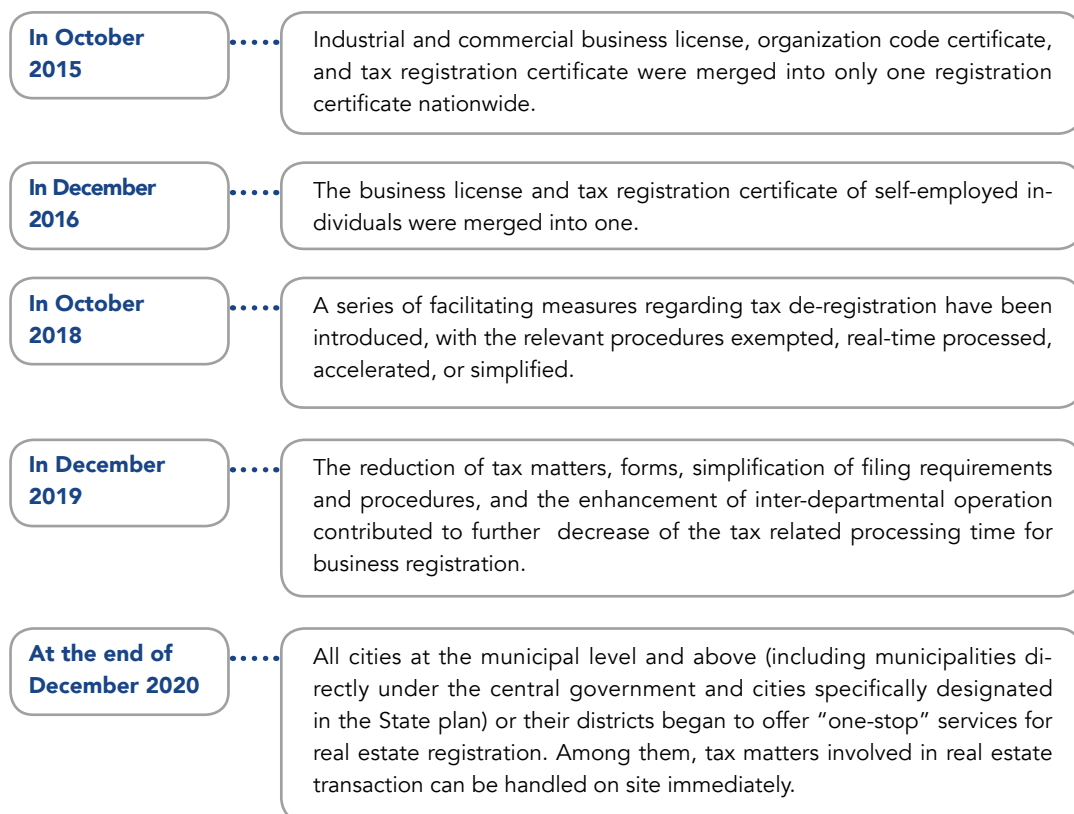 In October
2015
Industrial and commercial business license, organization code certificate,
and tax registration certificate were merged into only one registration
certificate nationwide.
In December
2016
The business license and tax registration certificate of self-employed in-
dividuals were merged into one.
In October
2018
A series of facilitating measures regarding tax de-registration have been
introduced, with the relevant procedures exempted, real-time processed,
accelerated, or simplified.
In December
2019
The reduction of tax matters, forms, simplification of filing requirements
and procedures, and the enhancement of inter-departmental operation
contributed to further decrease of the tax related processing time for
business registration.
At the end of
December 2020
All cities at the municipal level and above (including municipalities di-
rectly under the central government and cities specifically designated
in the State plan) or their districts began to offer “one-stop” services for
real estate registration. Among them, tax matters involved in real estate
transaction can be handled on site immediately.